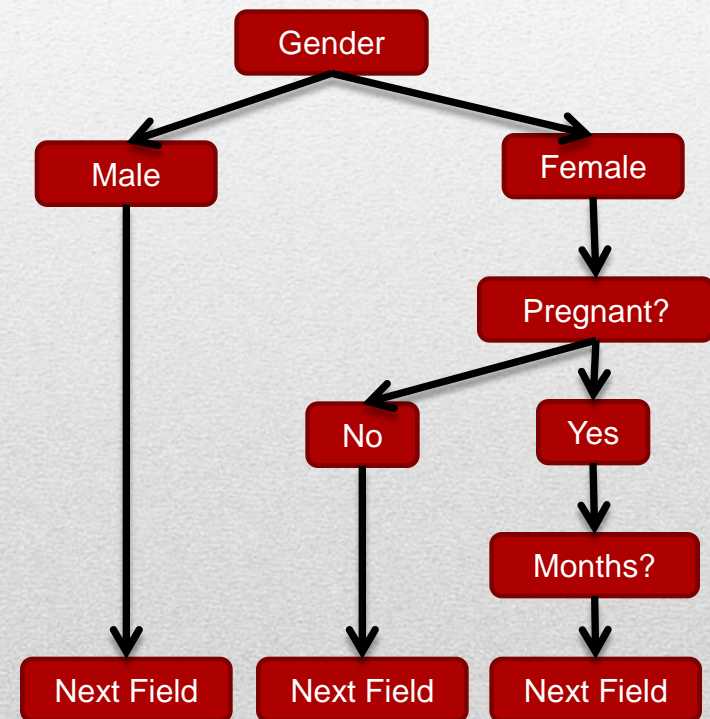 Gender
Male
Female
Pregnant?
No
Yes
Months?
Next Field
Next Field
Next Field